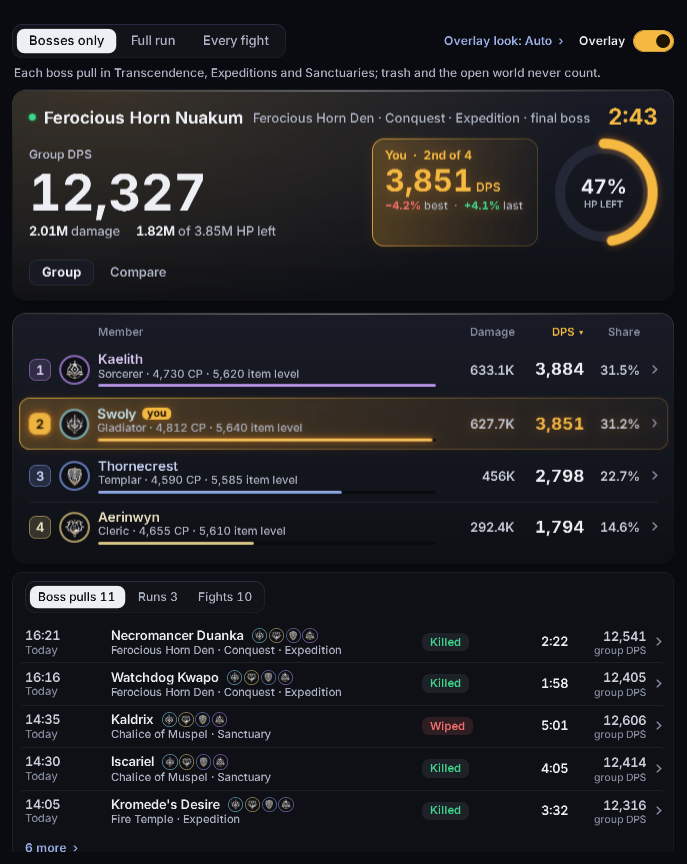 Bosses only Full run Every fight Overlay look: Auto › Overlay
Each boss pull in Transcendence, Expeditions and Sanctuaries; trash and the open world never count.
Ferocious Horn Nuakum Ferocious Horn Den · Conquest · Expedition · final boss 2:43
Group DPS
12,327
2.01M damage 1.82M of 3.85M HP left
You · 2nd of 4
3,851 DPS
−4.2% best · +4.1% last
47%
HP LEFT
Group Compare
Member Damage DPS ▾ Share
1 Kaelith 633.1K 3,884 31.5% ›
Sorcerer · 4,730 CP · 5,620 item level
2 Swoly you 627.7K 3,851 31.2% ›
Gladiator · 4,812 CP · 5,640 item level
3 Thornecrest 456K 2,798 22.7% ›
Templar · 4,590 CP · 5,585 item level
4 Aerinwyn 292.4K 1,794 14.6% ›
Cleric · 4,655 CP · 5,610 item level
Boss pulls 11 Runs 3 Fights 10
16:21 Necromancer Duanka Killed 2:22 12,541 ›
Today Ferocious Horn Den · Conquest · Expedition group DPS
16:16 Watchdog Kwapo Killed 1:58 12,405 ›
Today Ferocious Horn Den · Conquest · Expedition group DPS
14:35 Kaldrix Wiped 5:01 12,606 ›
Today Chalice of Muspel · Sanctuary group DPS
14:30 Iscariel Killed 4:05 12,414 ›
Today Chalice of Muspel · Sanctuary group DPS
14:05 Kromede's Desire Killed 3:32 12,316 ›
Today Fire Temple · Expedition group DPS
6 more ›